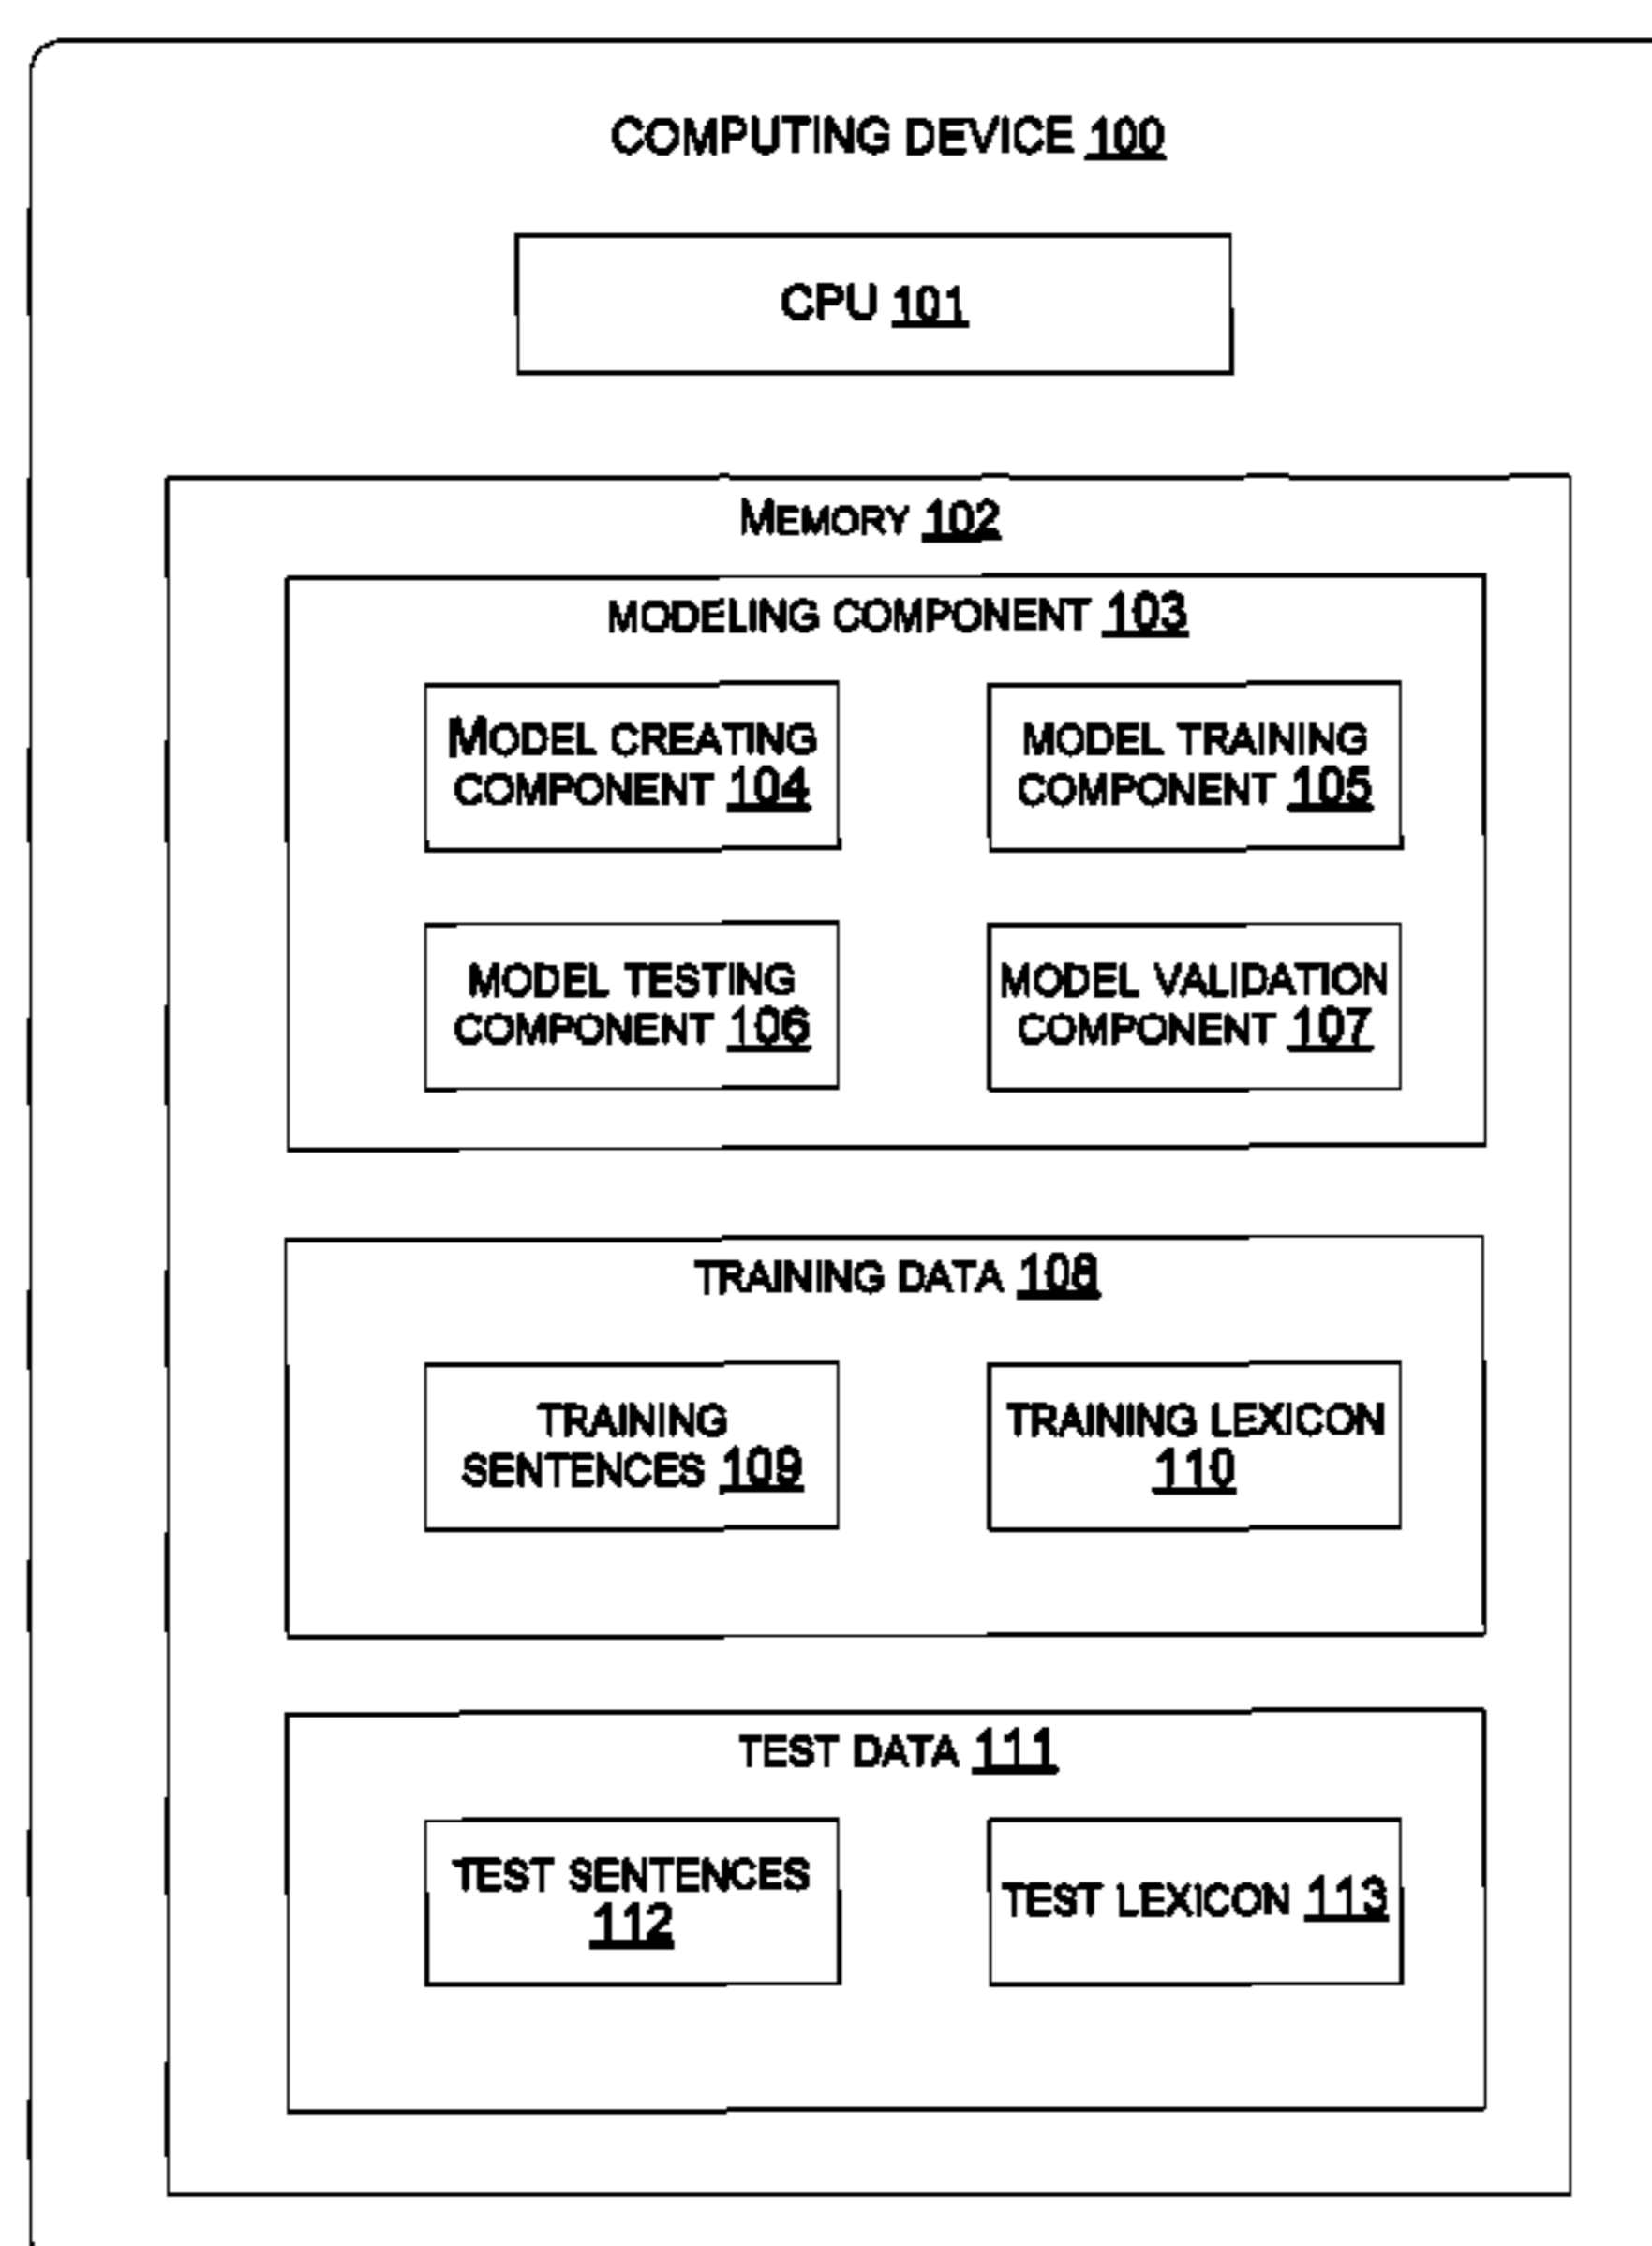 COMPUTING DEVICE 100
CPU 101
MEMORY 102
MODELING COMPONENT 103
MODEL CREATING
COMPONENT 104
MODEL TRAINING
COMPONENT 105
MODEL TESTING
COMPONENT 106
MODEL VALIDATION
COMPONENT 107
TRAINING DATA 108
TRAINING
SENTENCES 109
TRAINING LEXICON
110
TEST DATA 111
TEST SENTENCES
112
TEST LEXICON 113